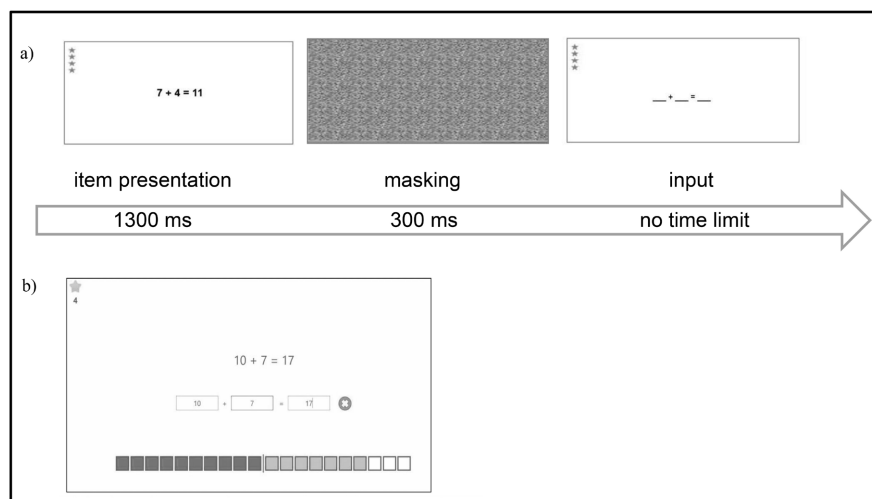 a)
7 + 4 = 11
__ + __ = __
item presentation masking input
1300 ms 300 ms no time limit
b)
4
10 + 7 = 17
10 + 7 = 17